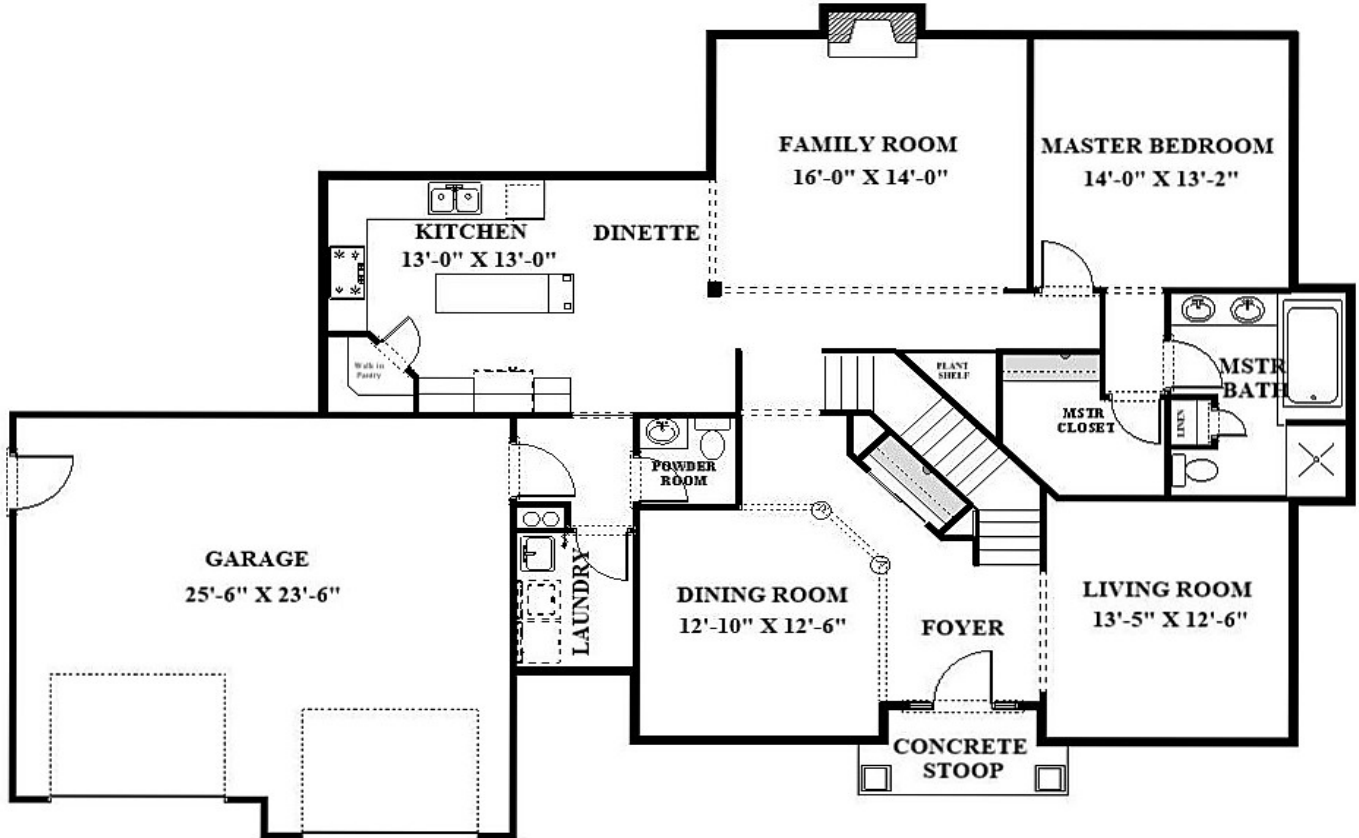 FAMILY ROOM
16'-0" X 14'-0"
MASTER BEDROOM
14'-0" X 13'-2"
KITCHEN
13'-0" X 13'-0"
DINETTE
Walk in
Pantry
PLANT
SHELF
MSTR
BATH
MSTR
CLOSET
LINEN
POWDER
ROOM
GARAGE
25'-6" X 23'-6"
LAUNDRY
DINING ROOM
12'-10" X 12'-6"
FOYER
LIVING ROOM
13'-5" X 12'-6"
CONCRETE
STOOP